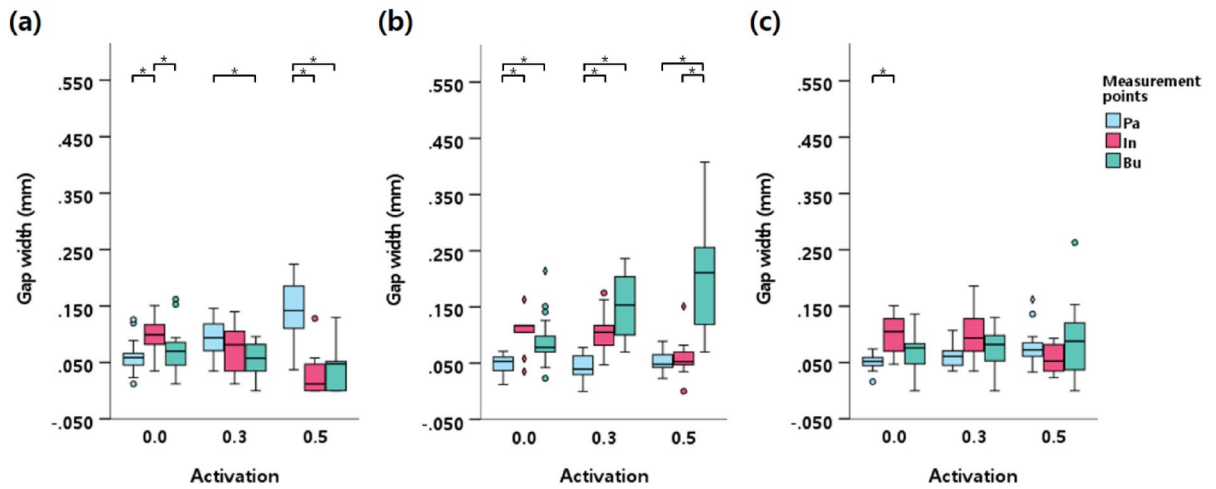 (a)
* * * * *
.550
.450
.350
.250
.150
.050
-.050
Gap width (mm)
0.0 0.3 0.5
Activation
(b)
* * * * * *
.550
.450
.350
.250
.150
.050
-.050
Gap width (mm)
0.0 0.3 0.5
Activation
(c)
*
.550
.450
.350
.250
.150
.050
-.050
Gap width (mm)
0.0 0.3 0.5
Activation
Measurement
points
Pa
In
Bu